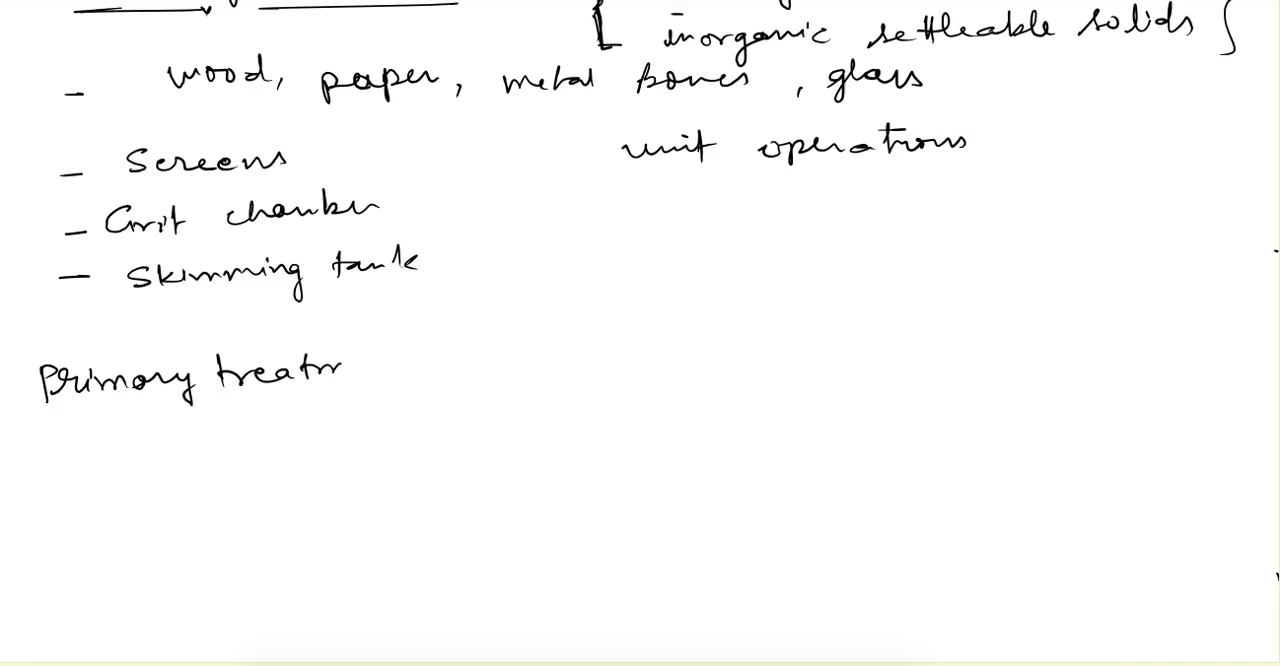 [ inorganic settleable solids }
- wood, paper, metal bones, glass
- Screens unit operations
- Grit chamber
- Skimming tank
Primary treatm